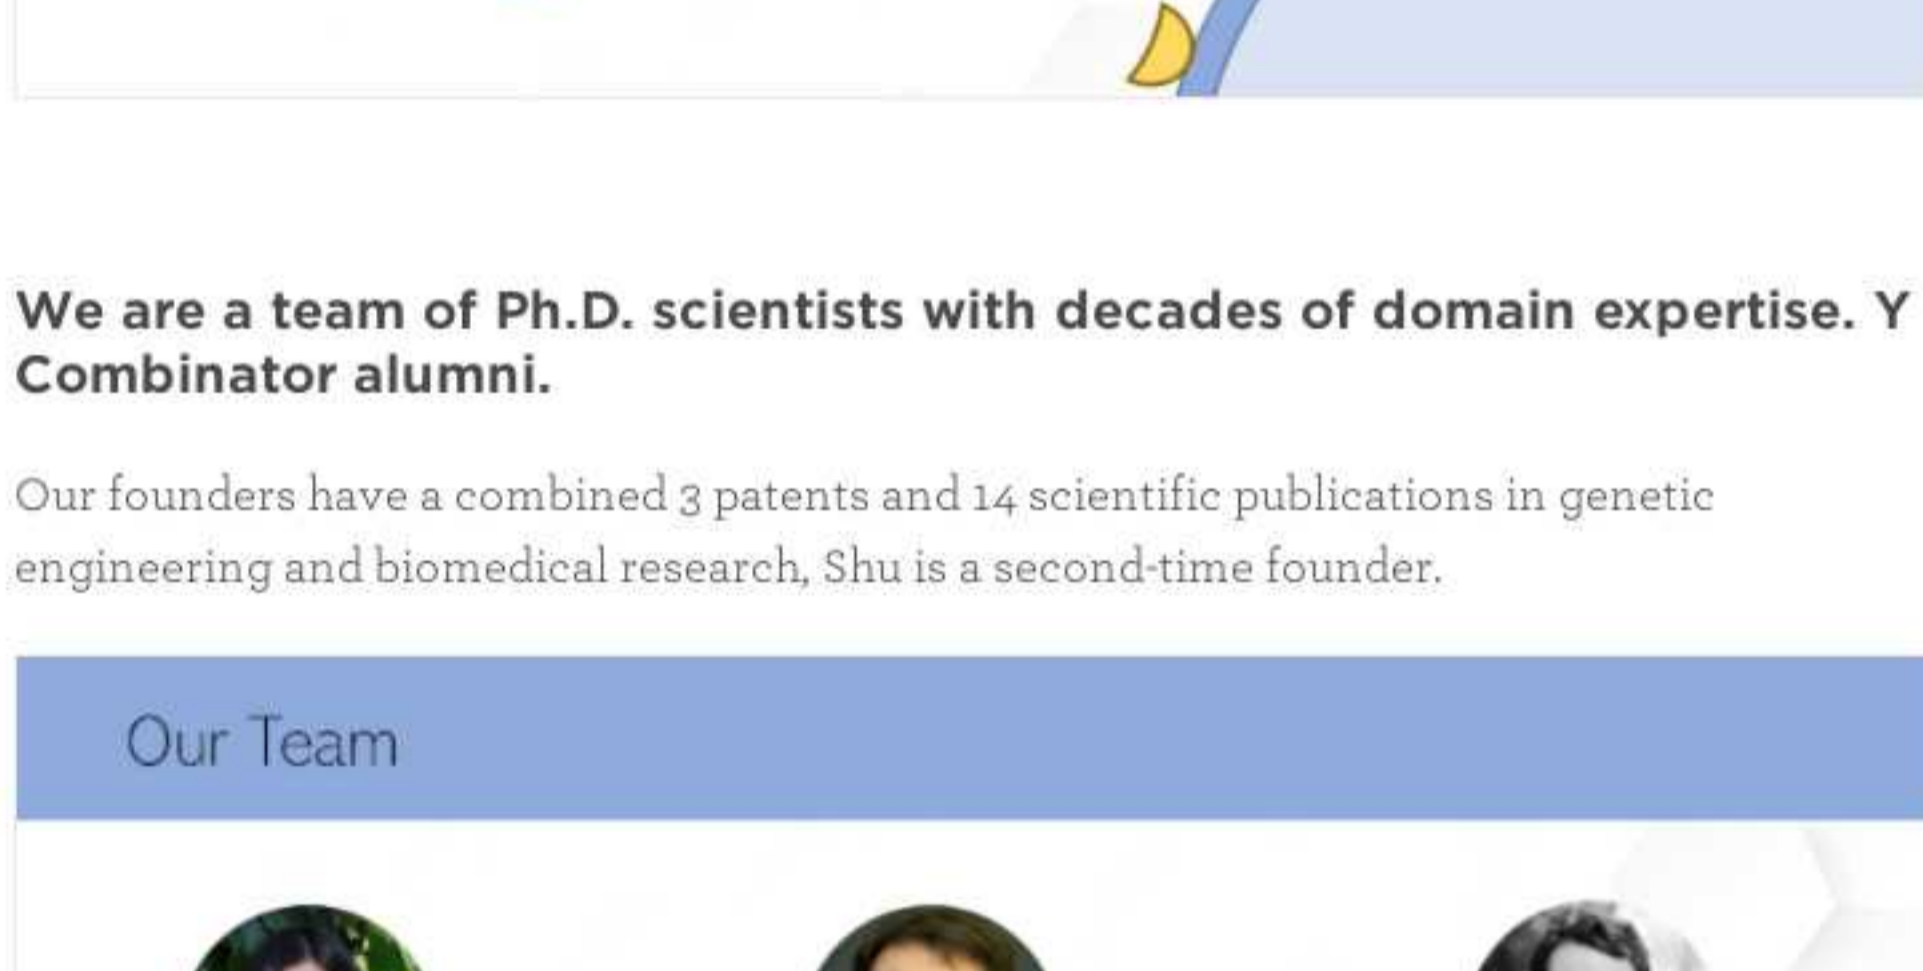 We are a team of Ph.D. scientists with decades of domain expertise. Y
Combinator alumni.
Our founders have a combined 3 patents and 14 scientific publications in genetic
engineering and biomedical research, Shu is a second-time founder.
Our Team